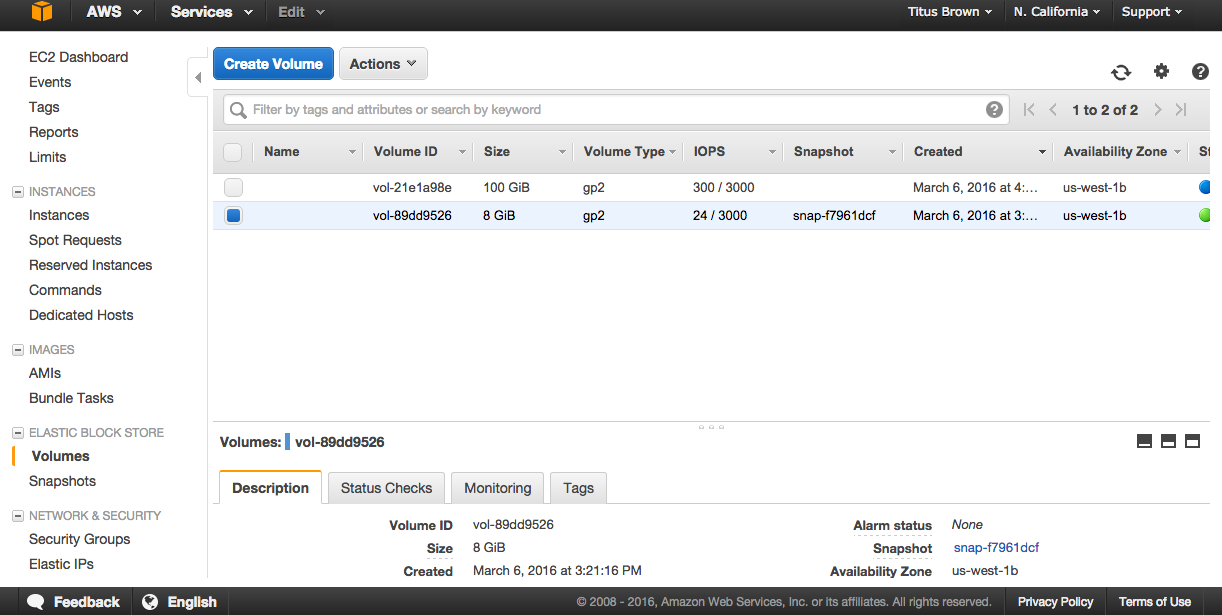 AWS Services Edit Titus Brown N. California Support
EC2 Dashboard
Events
Tags
Reports
Limits
INSTANCES
Instances
Spot Requests
Reserved Instances
Commands
Dedicated Hosts
IMAGES
AMIs
Bundle Tasks
ELASTIC BLOCK STORE
Volumes
Snapshots
NETWORK & SECURITY
Security Groups
Elastic IPs
Create Volume Actions
Filter by tags and attributes or search by keyword 1 to 2 of 2
Name Volume ID Size Volume Type IOPS Snapshot Created Availability Zone St
vol-21e1a98e 100 GiB gp2 300 / 3000 March 6, 2016 at 4:... us-west-1b
vol-89dd9526 8 GiB gp2 24 / 3000 snap-f7961dcf March 6, 2016 at 3:... us-west-1b
Volumes: vol-89dd9526
Description Status Checks Monitoring Tags
Volume ID vol-89dd9526 Alarm status None
Size 8 GiB Snapshot snap-f7961dcf
Created March 6, 2016 at 3:21:16 PM Availability Zone us-west-1b
Feedback English © 2008 - 2016, Amazon Web Services, Inc. or its affiliates. All rights reserved. Privacy Policy Terms of Use